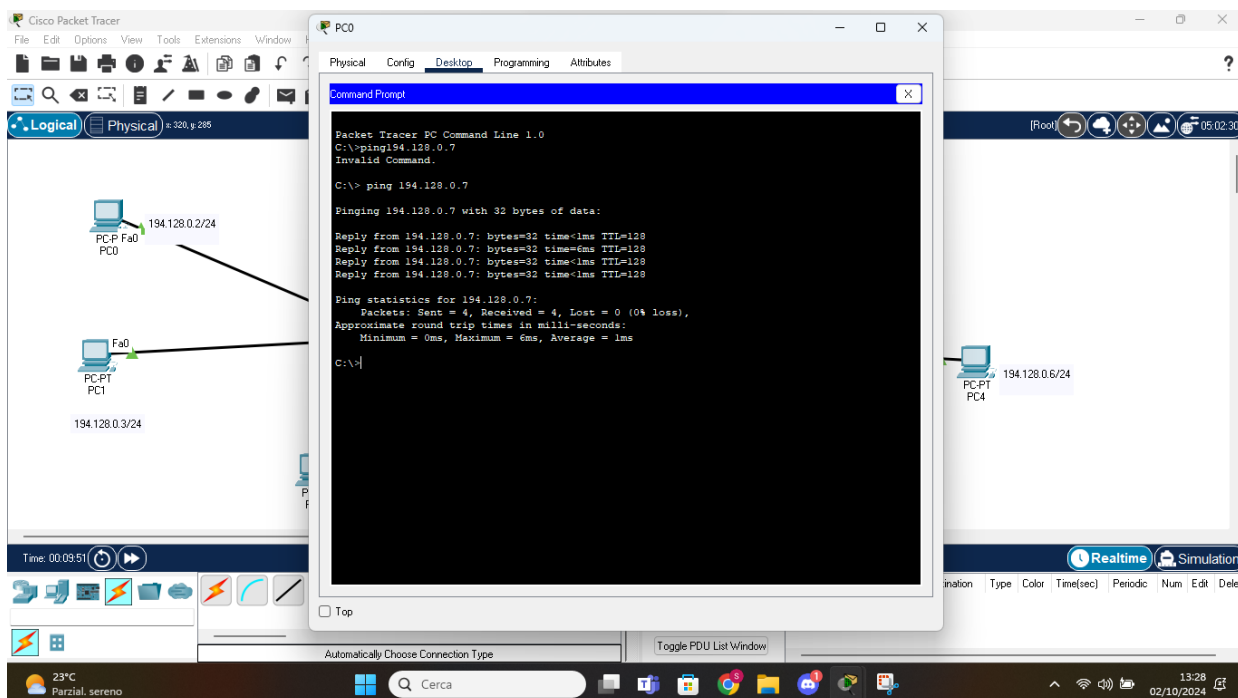 Cisco Packet Tracer
File Edit Options View Tools Extensions Window
PC0
Physical Config Desktop Programming Attributes
Command Prompt
X
?
Logical Physical x: 320, y: 285
[Root] 05:02:30
Packet Tracer PC Command Line 1.0
C:\>ping194.128.0.7
Invalid Command.
C:\> ping 194.128.0.7
Pinging 194.128.0.7 with 32 bytes of data:
Reply from 194.128.0.7: bytes=32 time<1ms TTL=128
Reply from 194.128.0.7: bytes=32 time=6ms TTL=128
Reply from 194.128.0.7: bytes=32 time<1ms TTL=128
Reply from 194.128.0.7: bytes=32 time<1ms TTL=128
Ping statistics for 194.128.0.7:
Packets: Sent = 4, Received = 4, Lost = 0 (0% loss),
Approximate round trip times in milli-seconds:
Minimum = 0ms, Maximum = 6ms, Average = 1ms
C:\>
194.128.0.2/24
PC-P Fa0
PC0
Fa0
PC-PT
PC1
194.128.0.3/24
194.128.0.6/24
PC-PT
PC4
Time: 00:09:51
Realtime Simulation
Top
Type Color Time(sec) Periodic Num Edit
Automatically Choose Connection Type
Toggle PDU List Window
23°C
Parzial. sereno
Cerca
13:28
02/10/2024